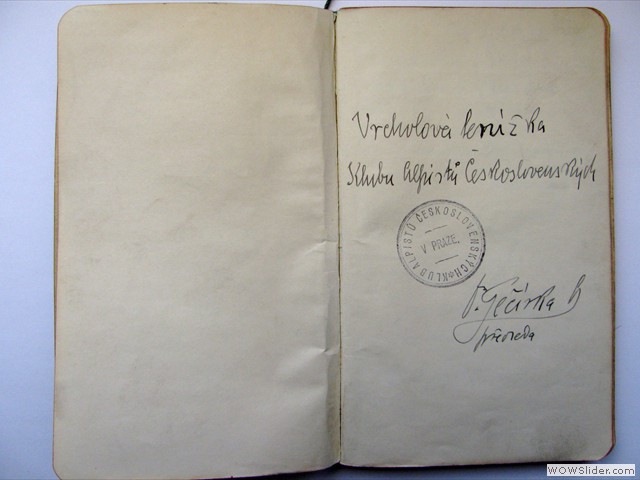 Vrcholová knížka
Klubu Alpistů Československých
KLUB ALPISTŮ ČESKOSLOVENSKÝCH
V PRAZE.
předseda
WOWSlider.com